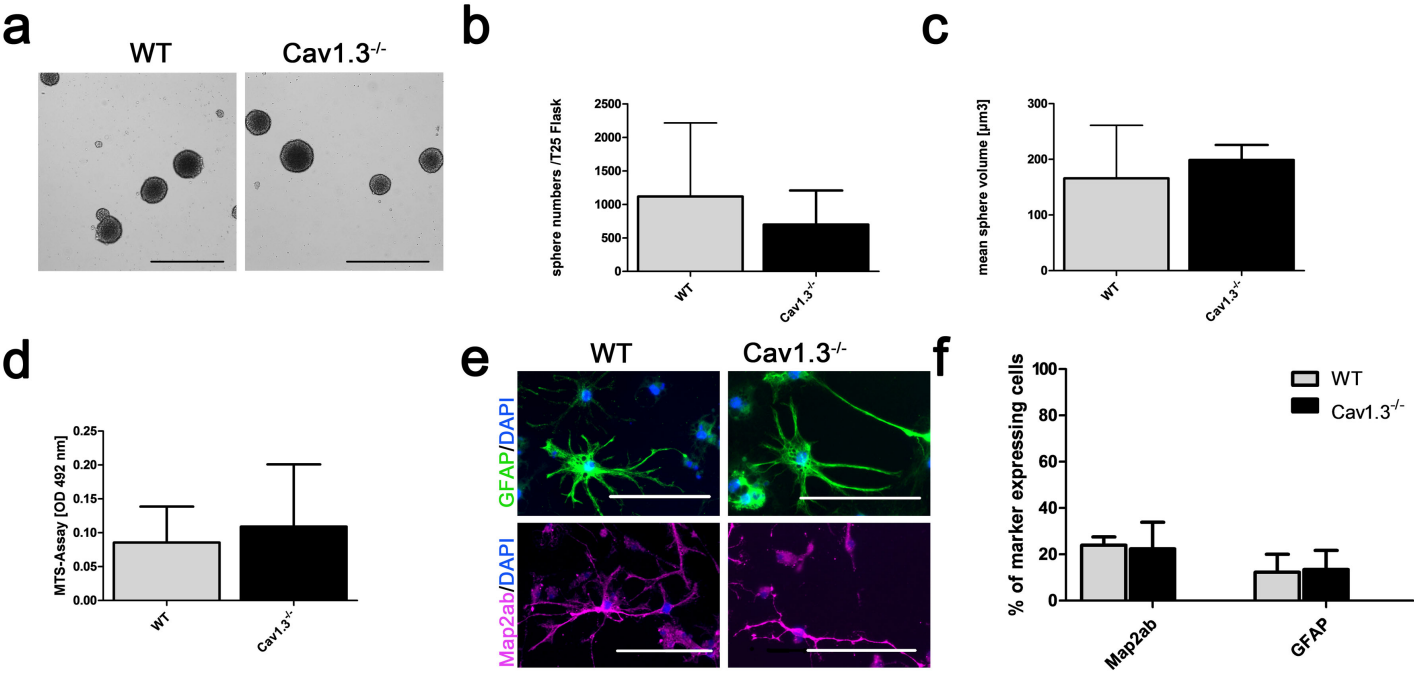 a
WT
Cav1.3-/-
b
sphere numbers /T25 Flask
2500
2000
1500
1000
500
0
WT
Cav1.3-/-
c
mean sphere volume [µm3]
300
200
100
0
WT
Cav1.3-/-
d
MTS-Assay [OD 492 nm]
0.25
0.20
0.15
0.10
0.05
0.00
WT
Cav1.3-/-
e
WT
Cav1.3-/-
GFAP/DAPI
Map2ab/DAPI
f
% of marker expressing cells
100
80
60
40
20
0
WT
Cav1.3-/-
Map2ab
GFAP